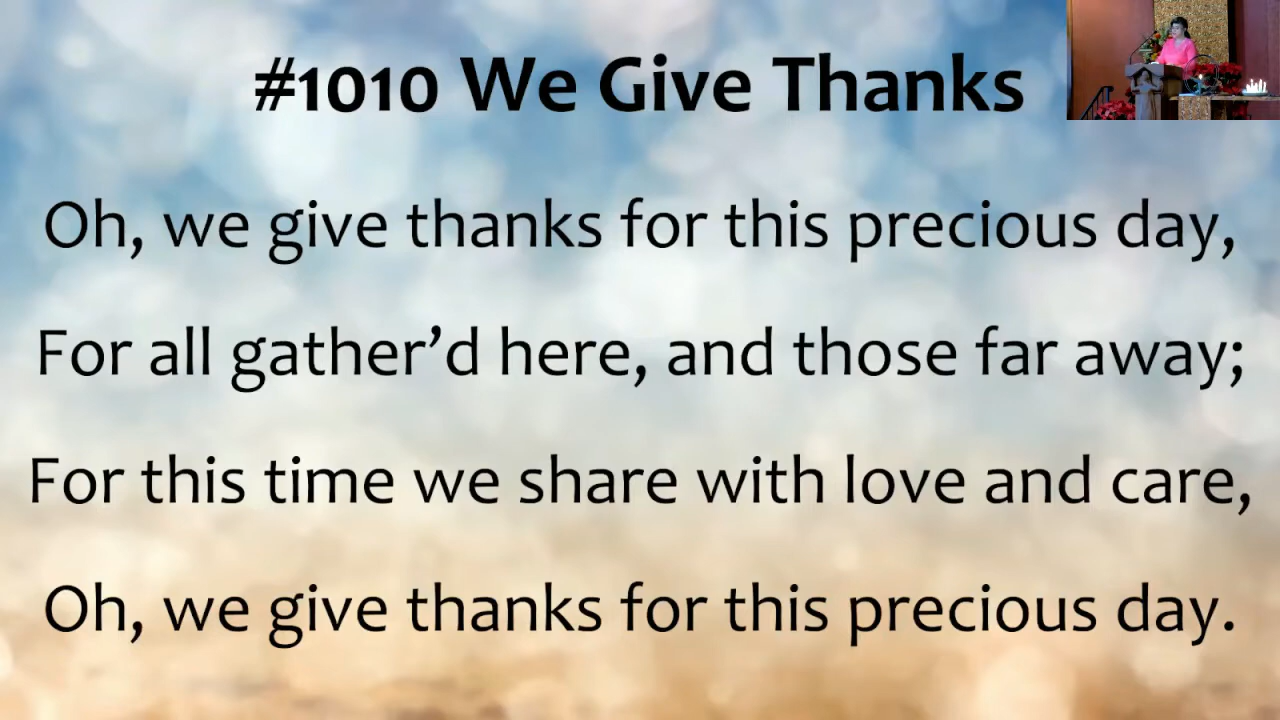 #1010 We Give Thanks
Oh, we give thanks for this precious day,
For all gather’d here, and those far away;
For this time we share with love and care,
Oh, we give thanks for this precious day.